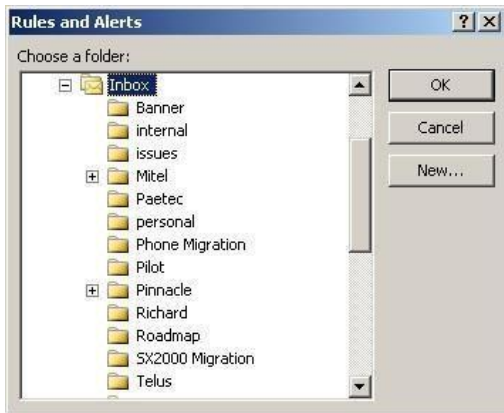 Rules and Alerts
Choose a folder:
Inbox
OK
Banner
internal
Cancel
issues
Mitel
New...
Paetec
personal
Phone Migration
Pilot
Pinnacle
Richard
Roadmap
SX2000 Migration
Telus